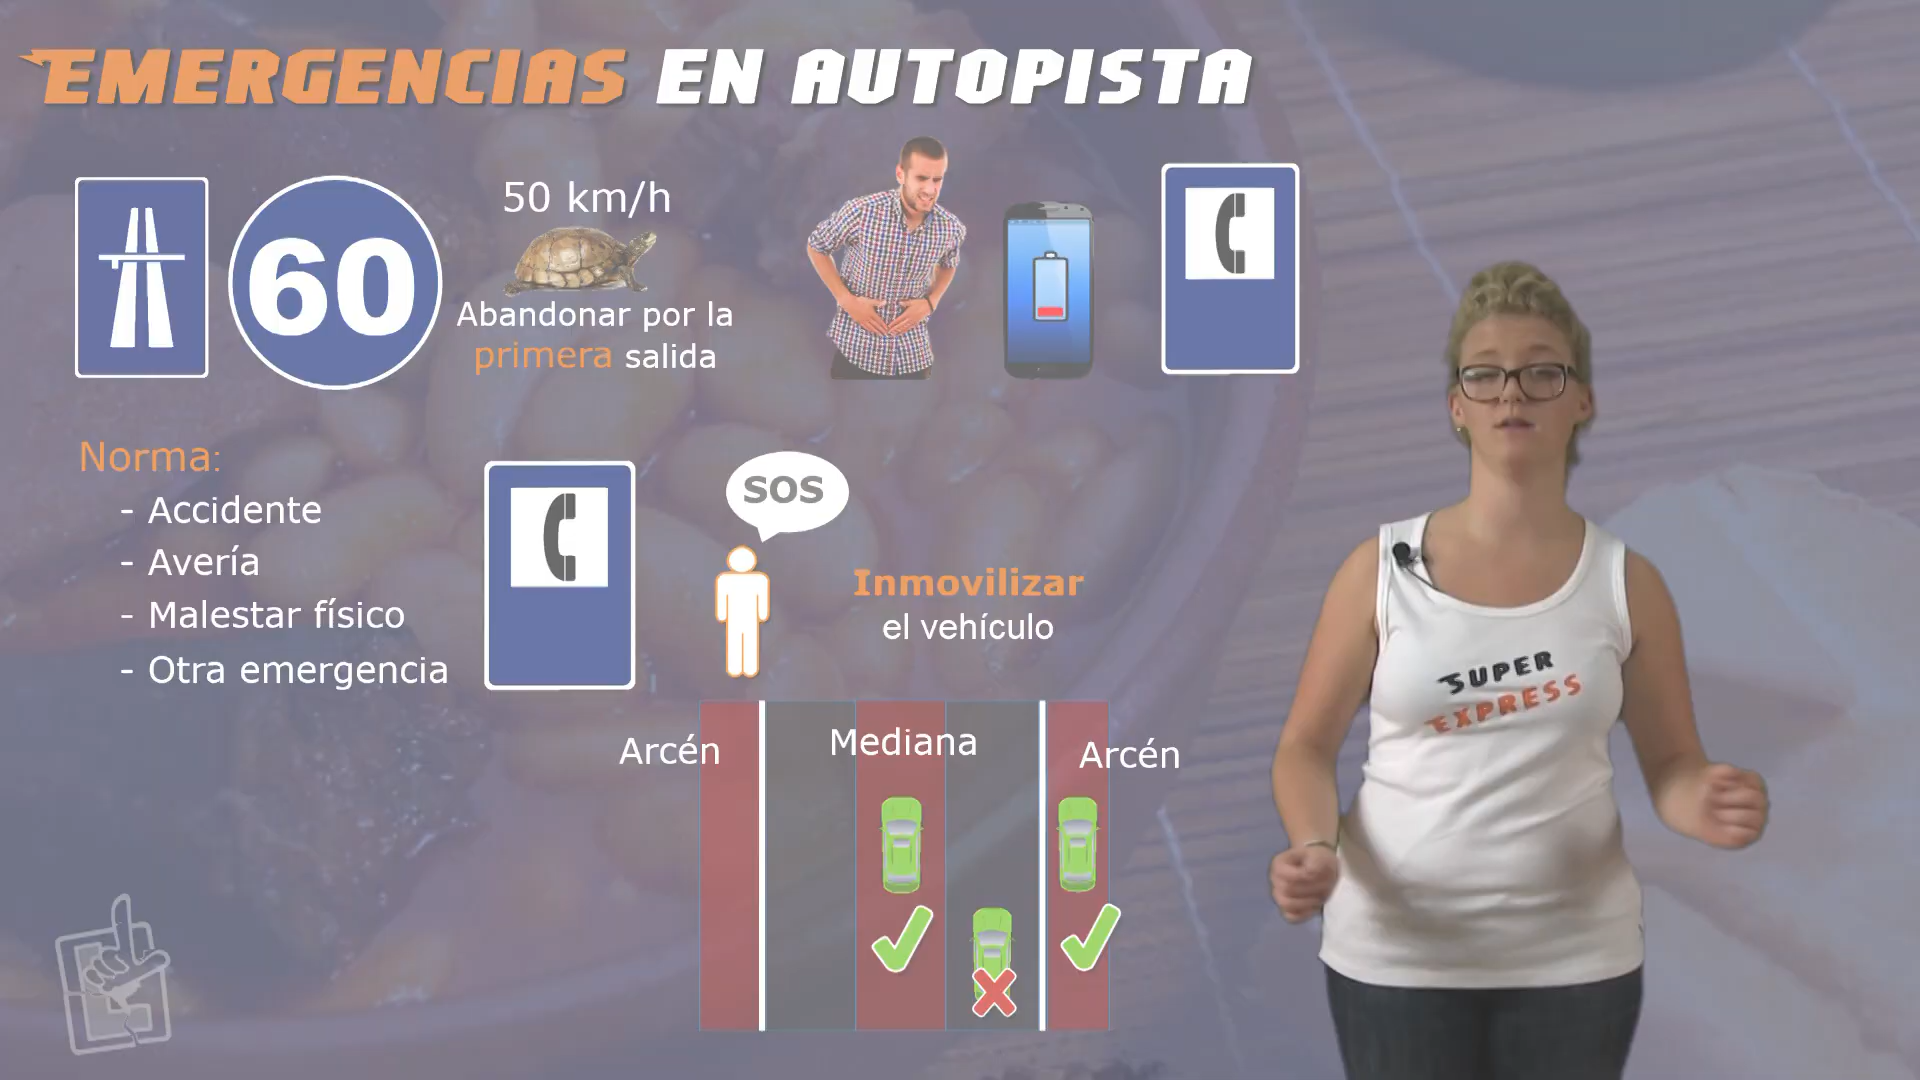 EMERGENCIAS EN AUTOPISTA
60
50 km/h
Abandonar por la
primera salida
Norma:
- Accidente
- Avería
- Malestar físico
- Otra emergencia
SOS
Inmovilizar
el vehículo
Arcén
Mediana
Arcén
SUPER
EXPRESS